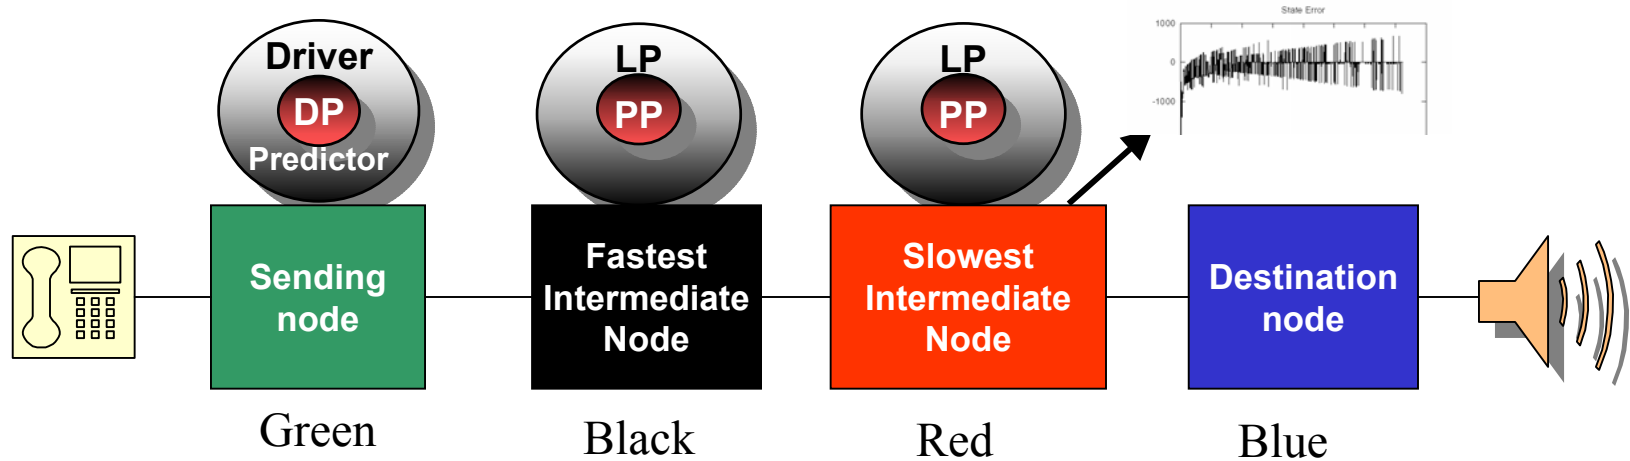 Driver
DP
Predictor
LP
PP
LP
PP
State Error
1000
0
-1000
Sending
node
Fastest
Intermediate
Node
Slowest
Intermediate
Node
Destination
node
Green
Black
Red
Blue